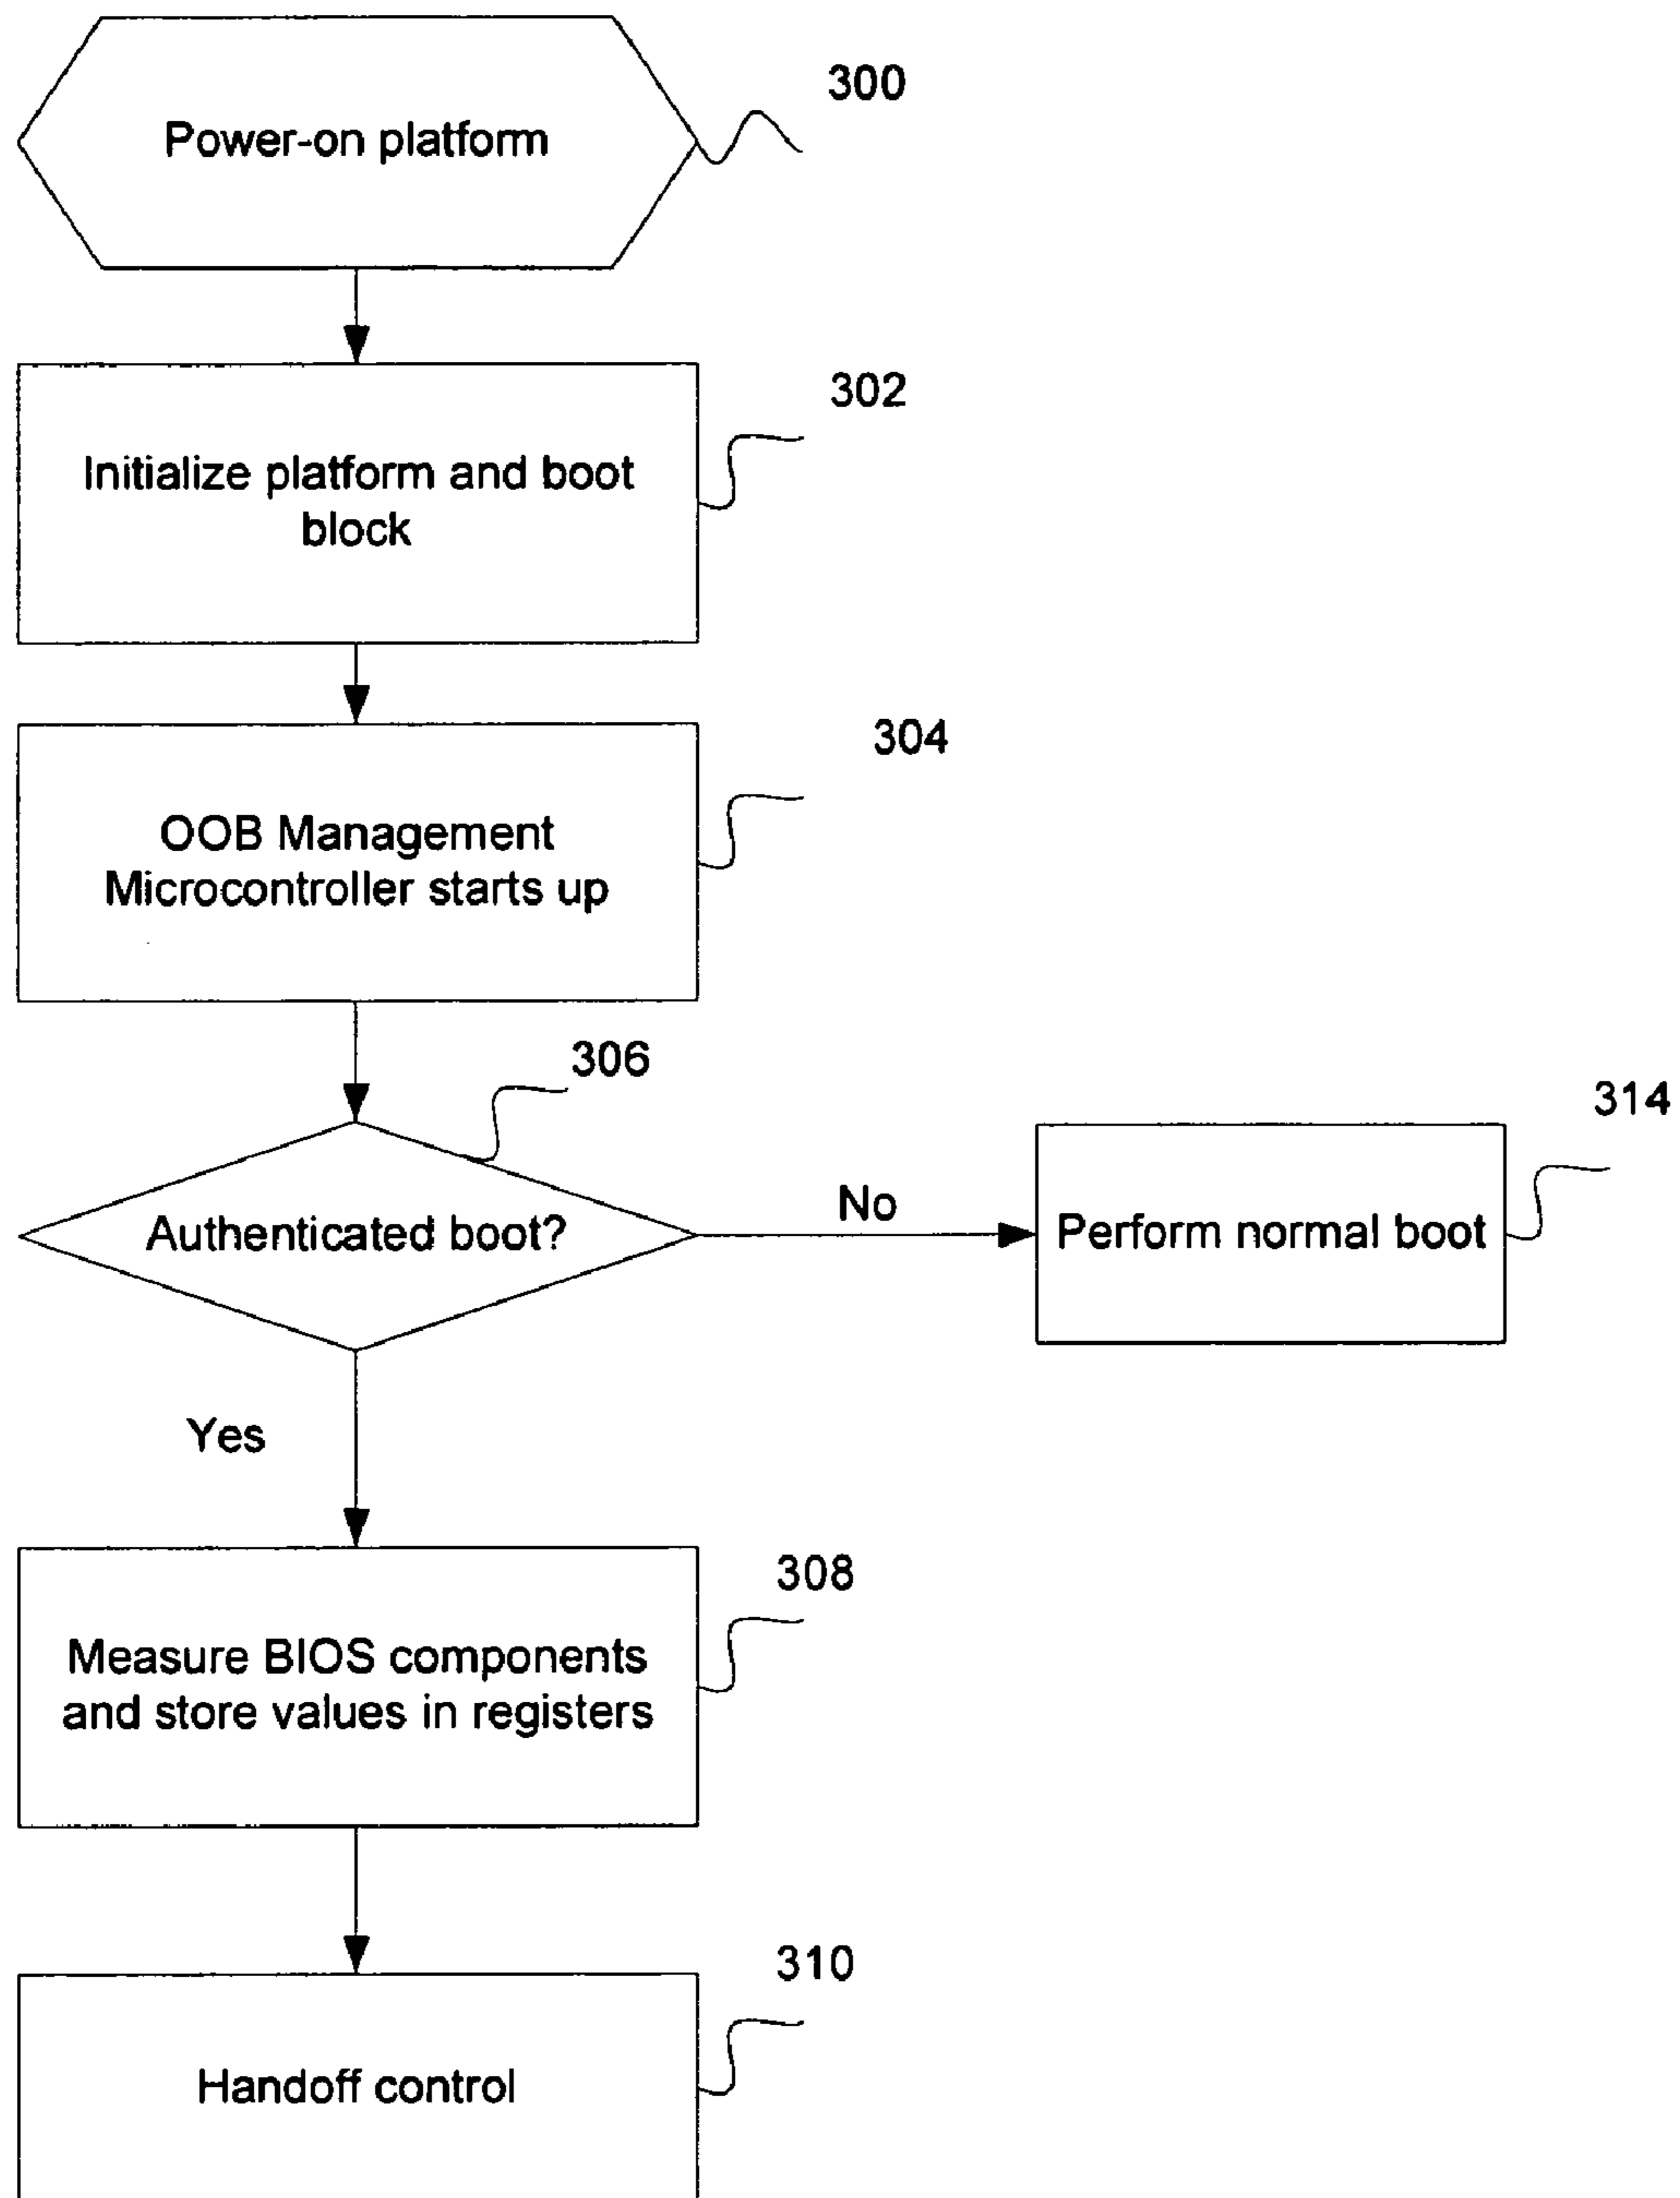 300
Power-on platform
302
Initialize platform and boot
block
304
OOB Management
Microcontroller starts up
306
314
Authenticated boot?
No
Perform normal boot
Yes
308
Measure BIOS components
and store values in registers
310
Handoff control